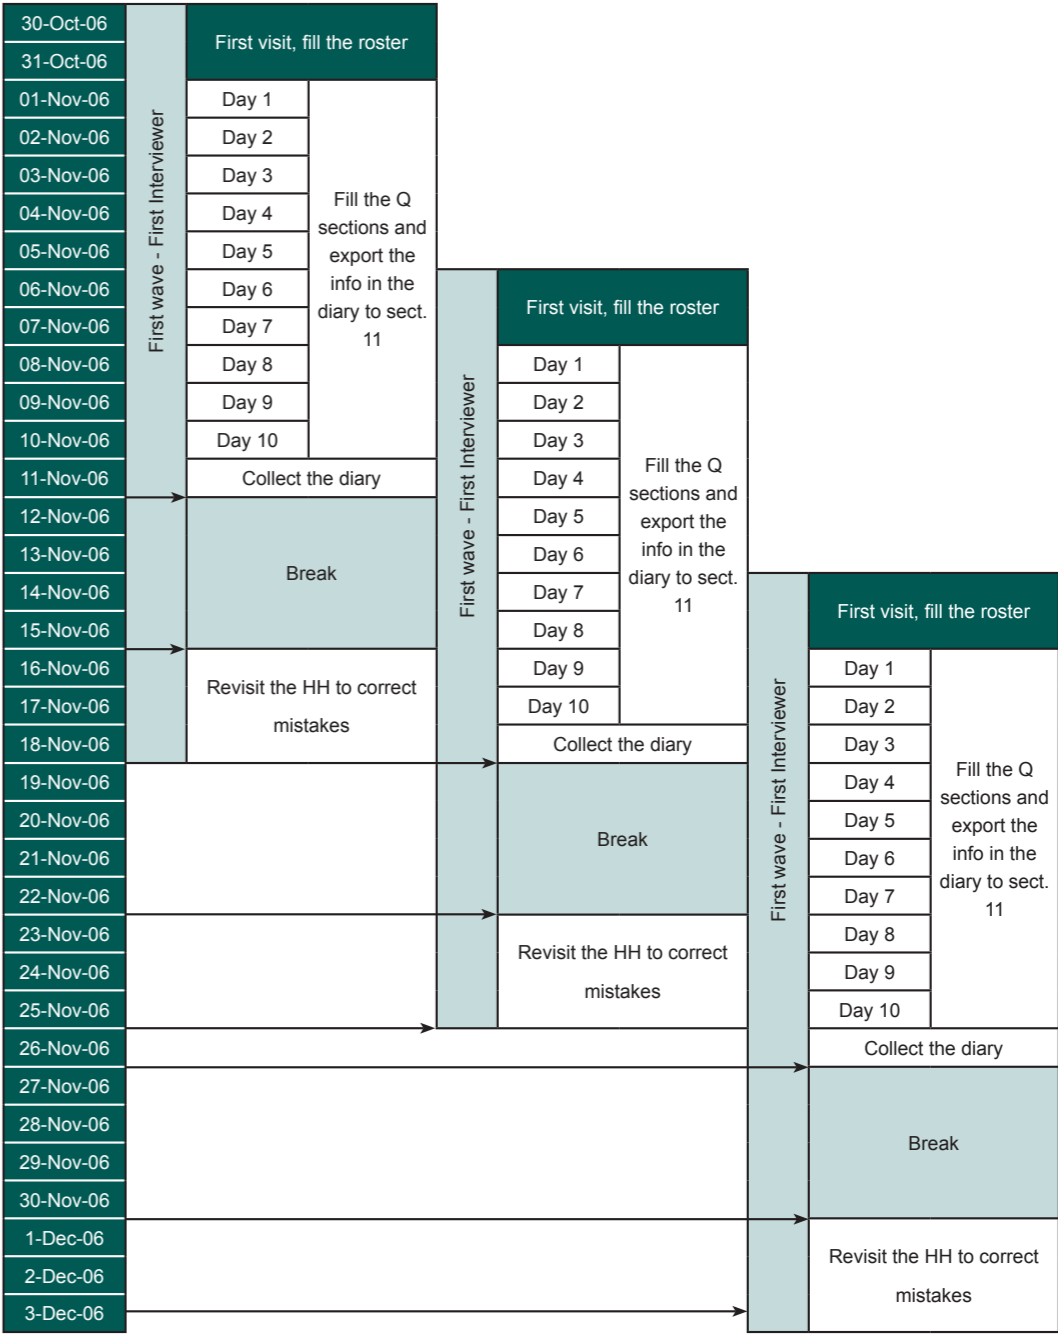 30-Oct-06
31-Oct-06
01-Nov-06
02-Nov-06
03-Nov-06
04-Nov-06
05-Nov-06
06-Nov-06
07-Nov-06
08-Nov-06
09-Nov-06
10-Nov-06
11-Nov-06
12-Nov-06
13-Nov-06
14-Nov-06
15-Nov-06
16-Nov-06
17-Nov-06
18-Nov-06
19-Nov-06
20-Nov-06
21-Nov-06
22-Nov-06
23-Nov-06
24-Nov-06
25-Nov-06
26-Nov-06
27-Nov-06
28-Nov-06
29-Nov-06
30-Nov-06
1-Dec-06
2-Dec-06
3-Dec-06
First wave - First Interviewer
First visit, fill the roster
Day 1
Day 2
Day 3
Day 4
Day 5
Day 6
Day 7
Day 8
Day 9
Day 10
Fill the Q
sections and
export the
info in the
diary to sect.
11
Collect the diary
Break
Revisit the HH to correct
mistakes
First wave - First Interviewer
First visit, fill the roster
Day 1
Day 2
Day 3
Day 4
Day 5
Day 6
Day 7
Day 8
Day 9
Day 10
Fill the Q
sections and
export the
info in the
diary to sect.
11
Collect the diary
Break
Revisit the HH to correct
mistakes
First wave - First Interviewer
First visit, fill the roster
Day 1
Day 2
Day 3
Day 4
Day 5
Day 6
Day 7
Day 8
Day 9
Day 10
Fill the Q
sections and
export the
info in the
diary to sect.
11
Collect the diary
Break
Revisit the HH to correct
mistakes